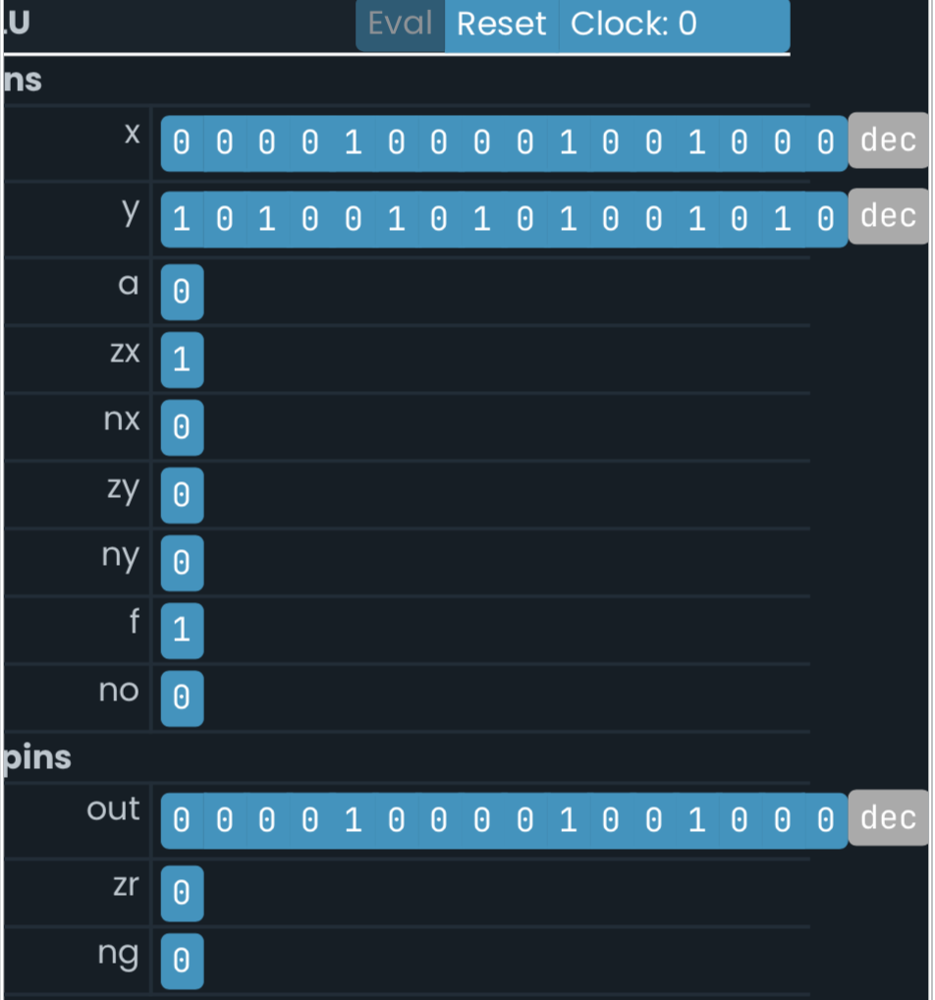 LU Eval Reset Clock: 0
ns
x 0 0 0 0 1 0 0 0 0 1 0 0 1 0 0 0 dec
y 1 0 1 0 0 1 0 1 0 1 0 0 1 0 1 0 dec
a 0
zx 1
nx 0
zy 0
ny 0
f 1
no 0
pins
out 0 0 0 0 1 0 0 0 0 1 0 0 1 0 0 0 dec
zr 0
ng 0